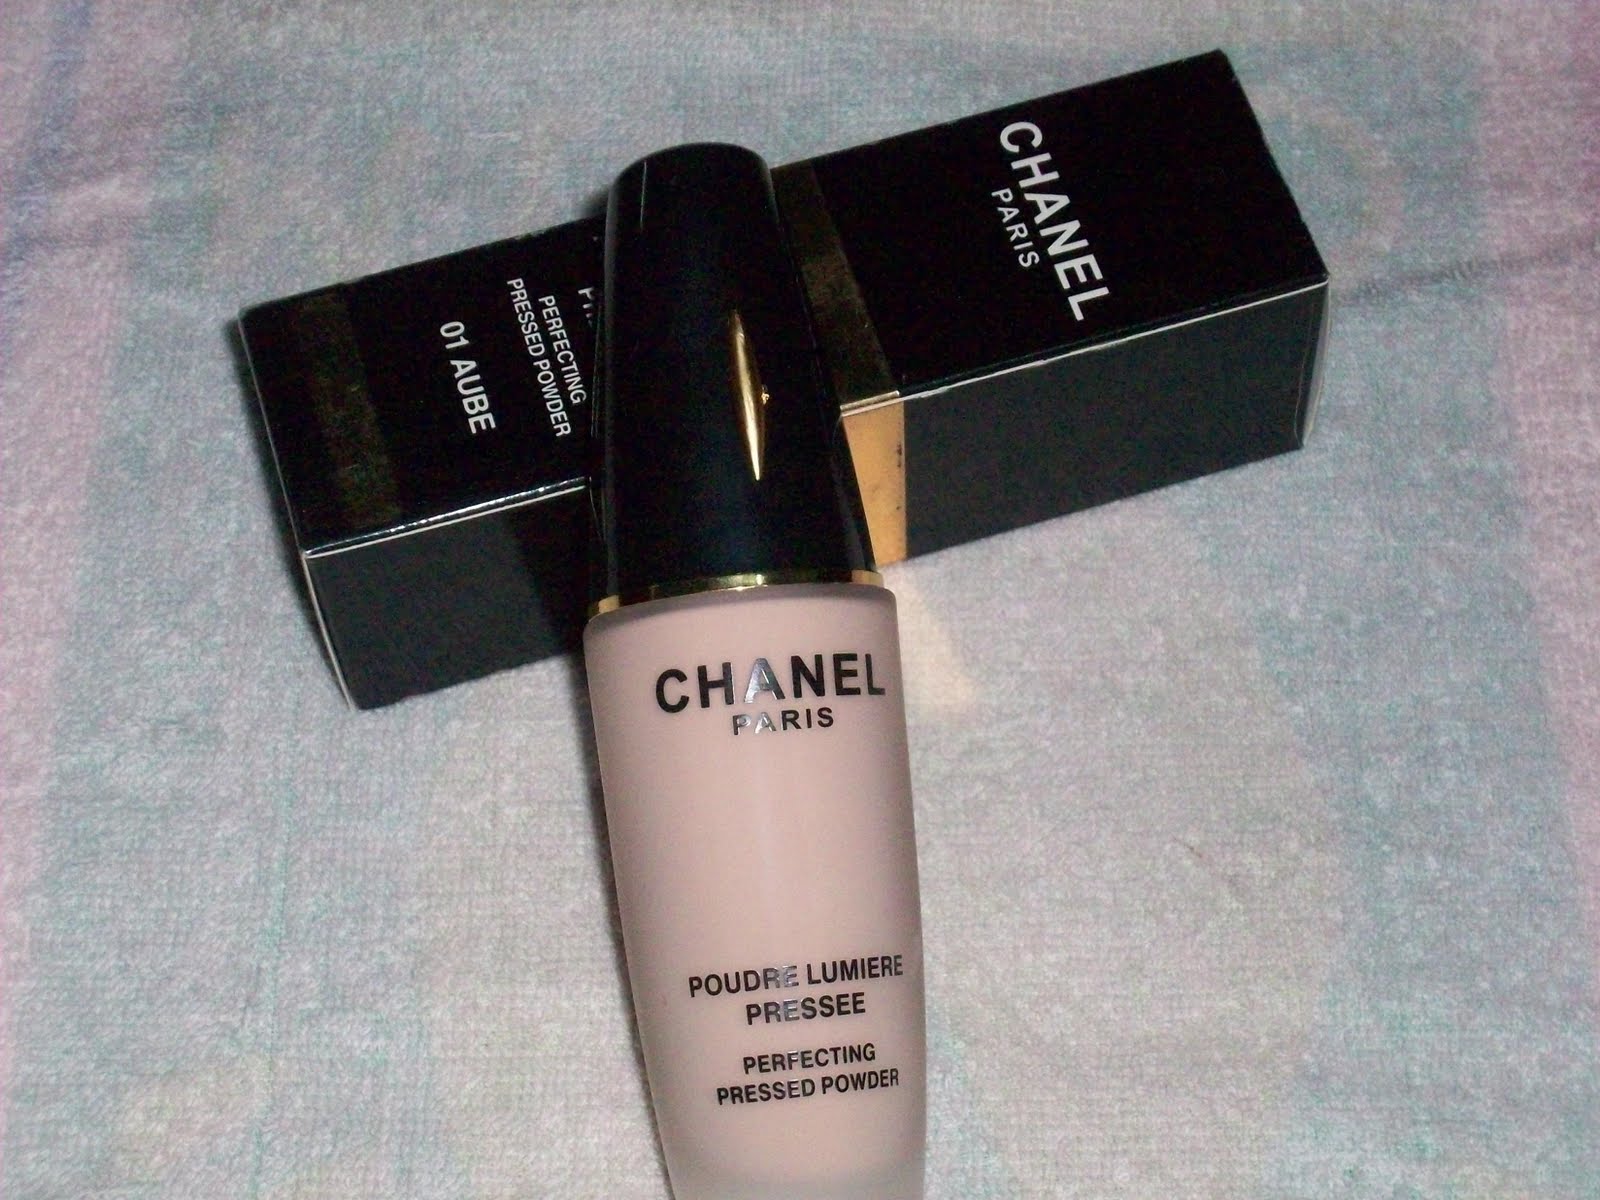 CHANEL
PARIS
PERFECTING
PRESSED POWDER
01 AUBE
CHANEL
PARIS
POUDRE LUMIERE
PRESSEE
PERFECTING
PRESSED POWDER